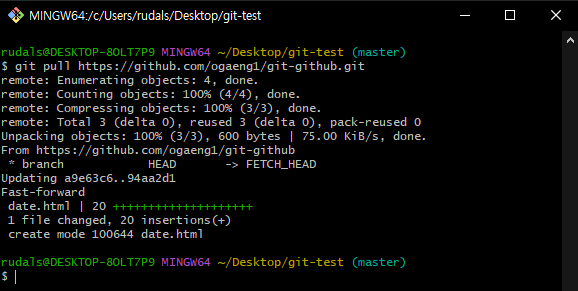 MINGW64:/c/Users/rudals/Desktop/git-test
rudals@DESKTOP-8OLT7P9 MINGW64 ~/Desktop/git-test (master)
$ git pull https://github.com/ogaeng1/git-github.git
remote: Enumerating objects: 4, done.
remote: Counting objects: 100% (4/4), done.
remote: Compressing objects: 100% (3/3), done.
remote: Total 3 (delta 0), reused 3 (delta 0), pack-reused 0
Unpacking objects: 100% (3/3), 600 bytes | 75.00 KiB/s, done.
From https://github.com/ogaeng1/git-github
 * branch            HEAD       -> FETCH_HEAD
Updating a9e63c6..94aa2d1
Fast-forward
 date.html | 20 ++++++++++++++++++++
 1 file changed, 20 insertions(+)
 create mode 100644 date.html
rudals@DESKTOP-8OLT7P9 MINGW64 ~/Desktop/git-test (master)
$